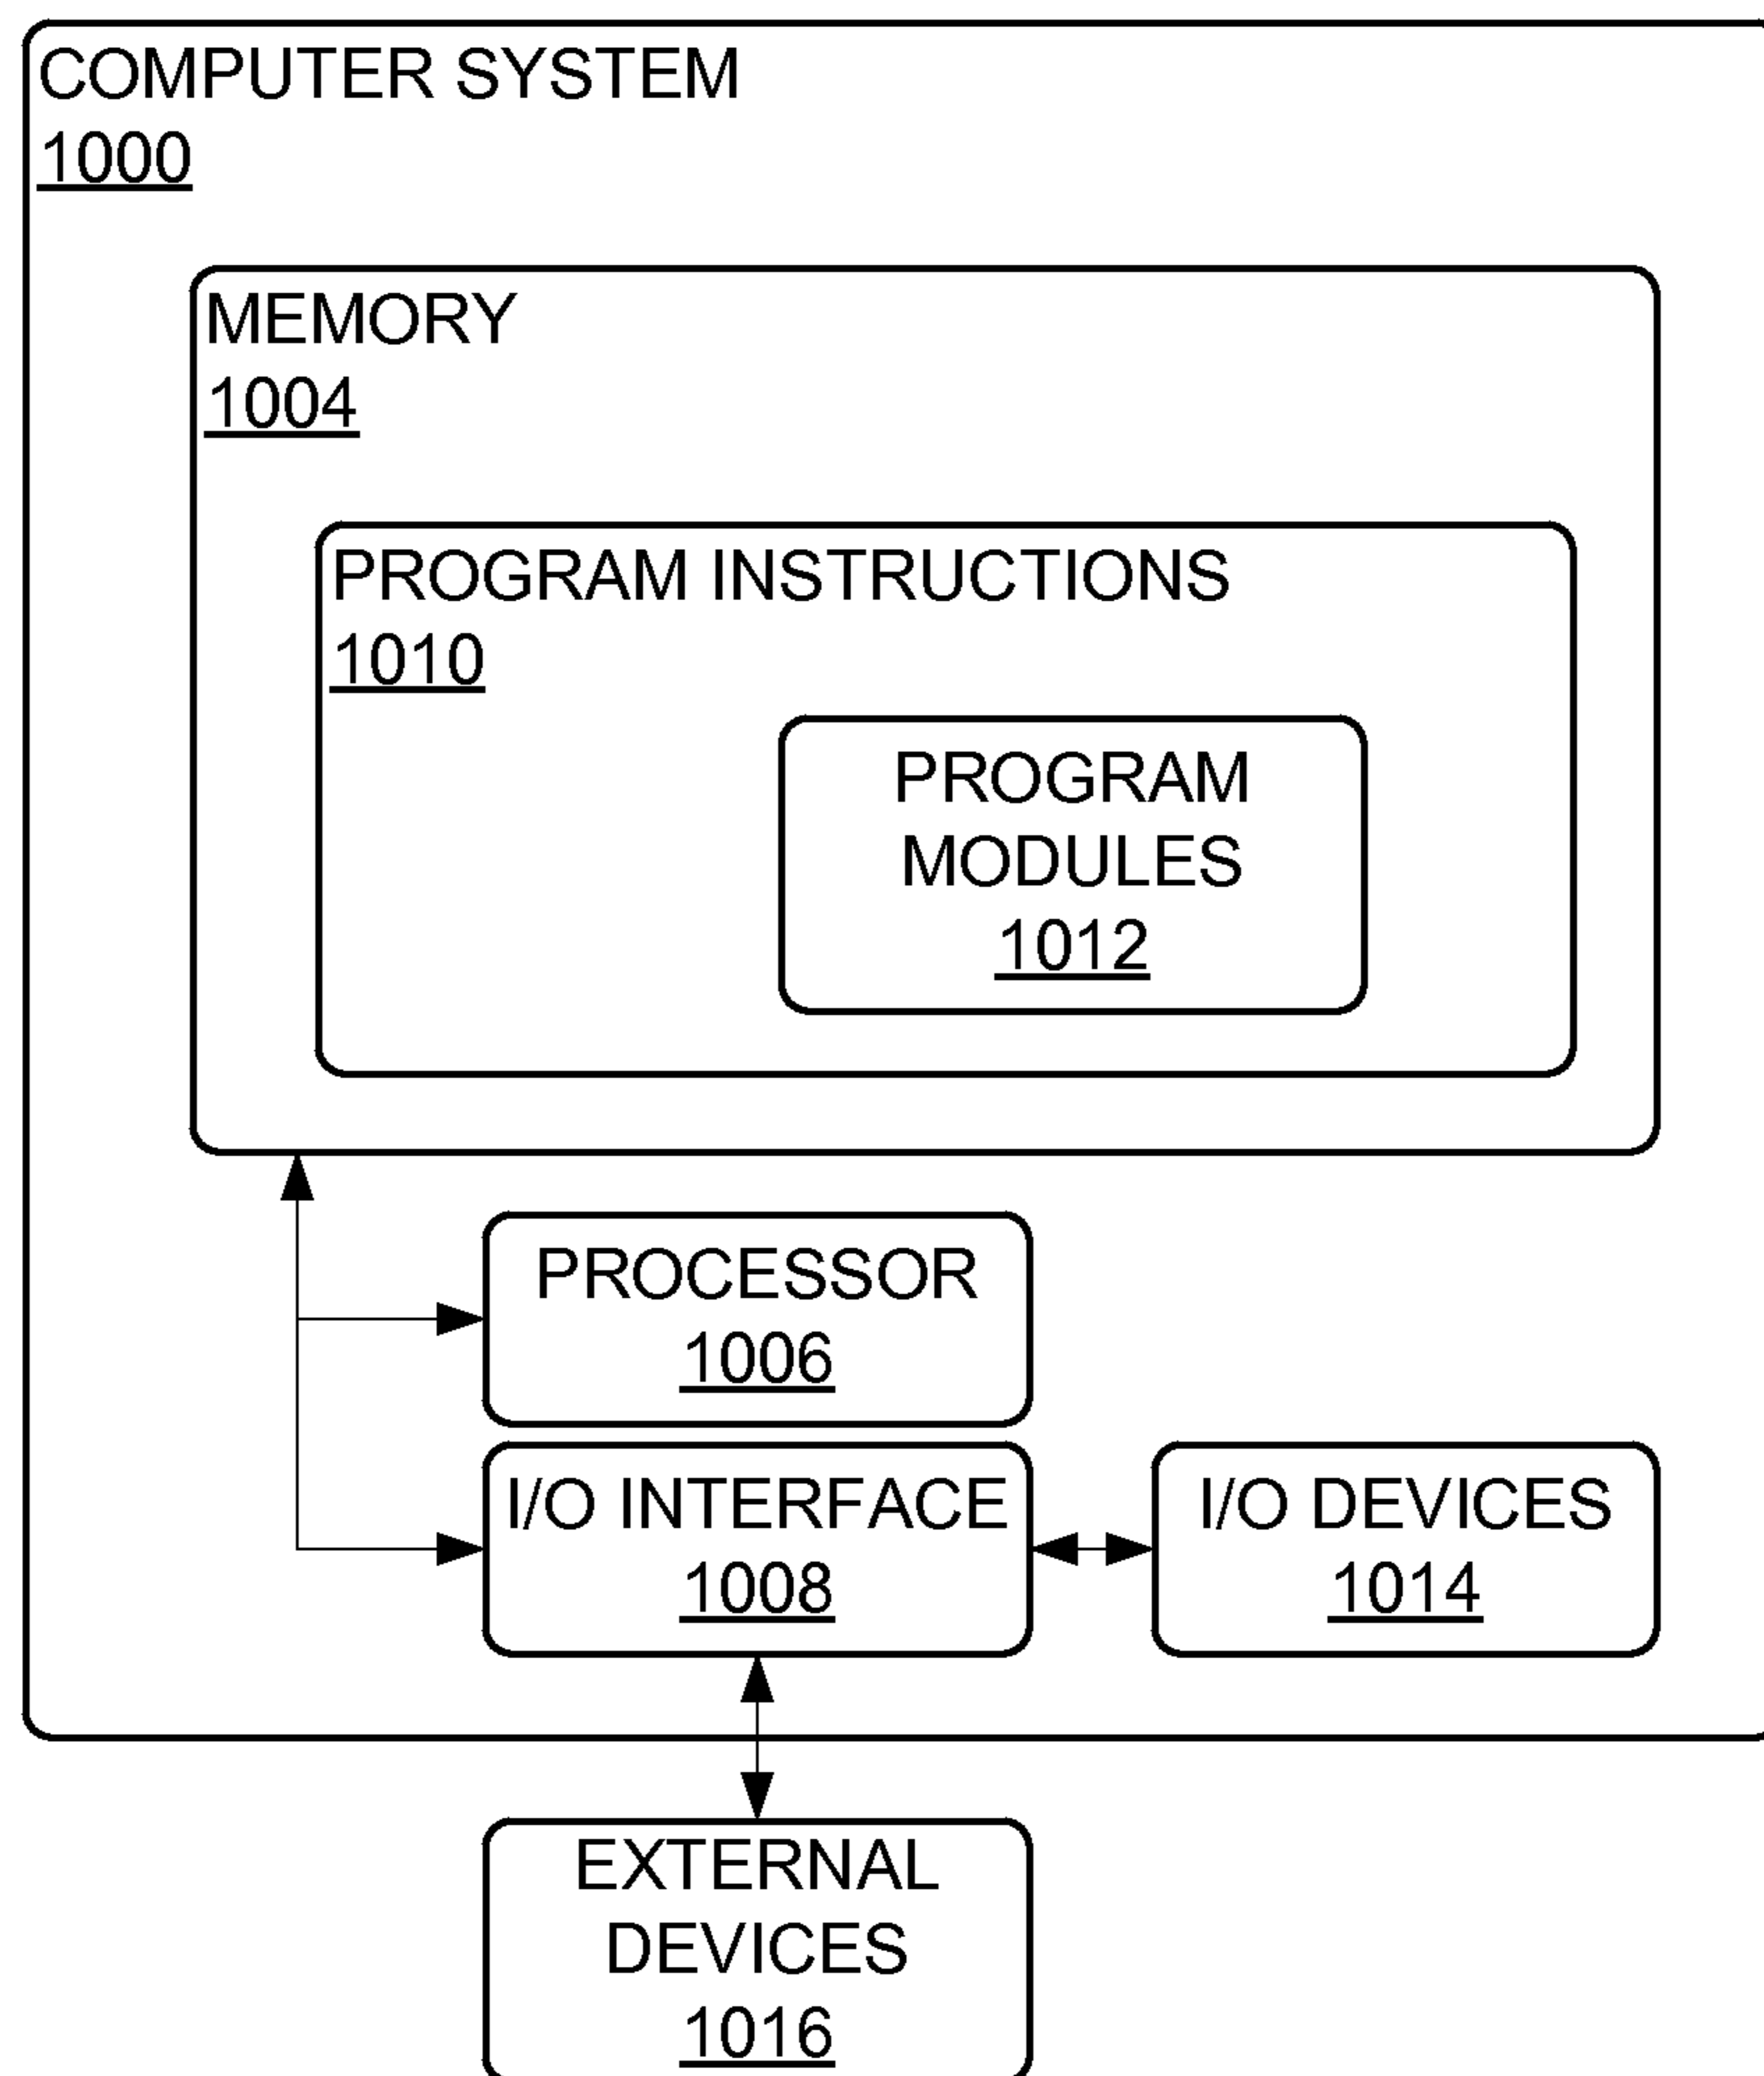 COMPUTER SYSTEM
1000
MEMORY
1004
PROGRAM INSTRUCTIONS
1010
PROGRAM
MODULES
1012
PROCESSOR
1006
I/O INTERFACE
1008
I/O DEVICES
1014
EXTERNAL
DEVICES
1016